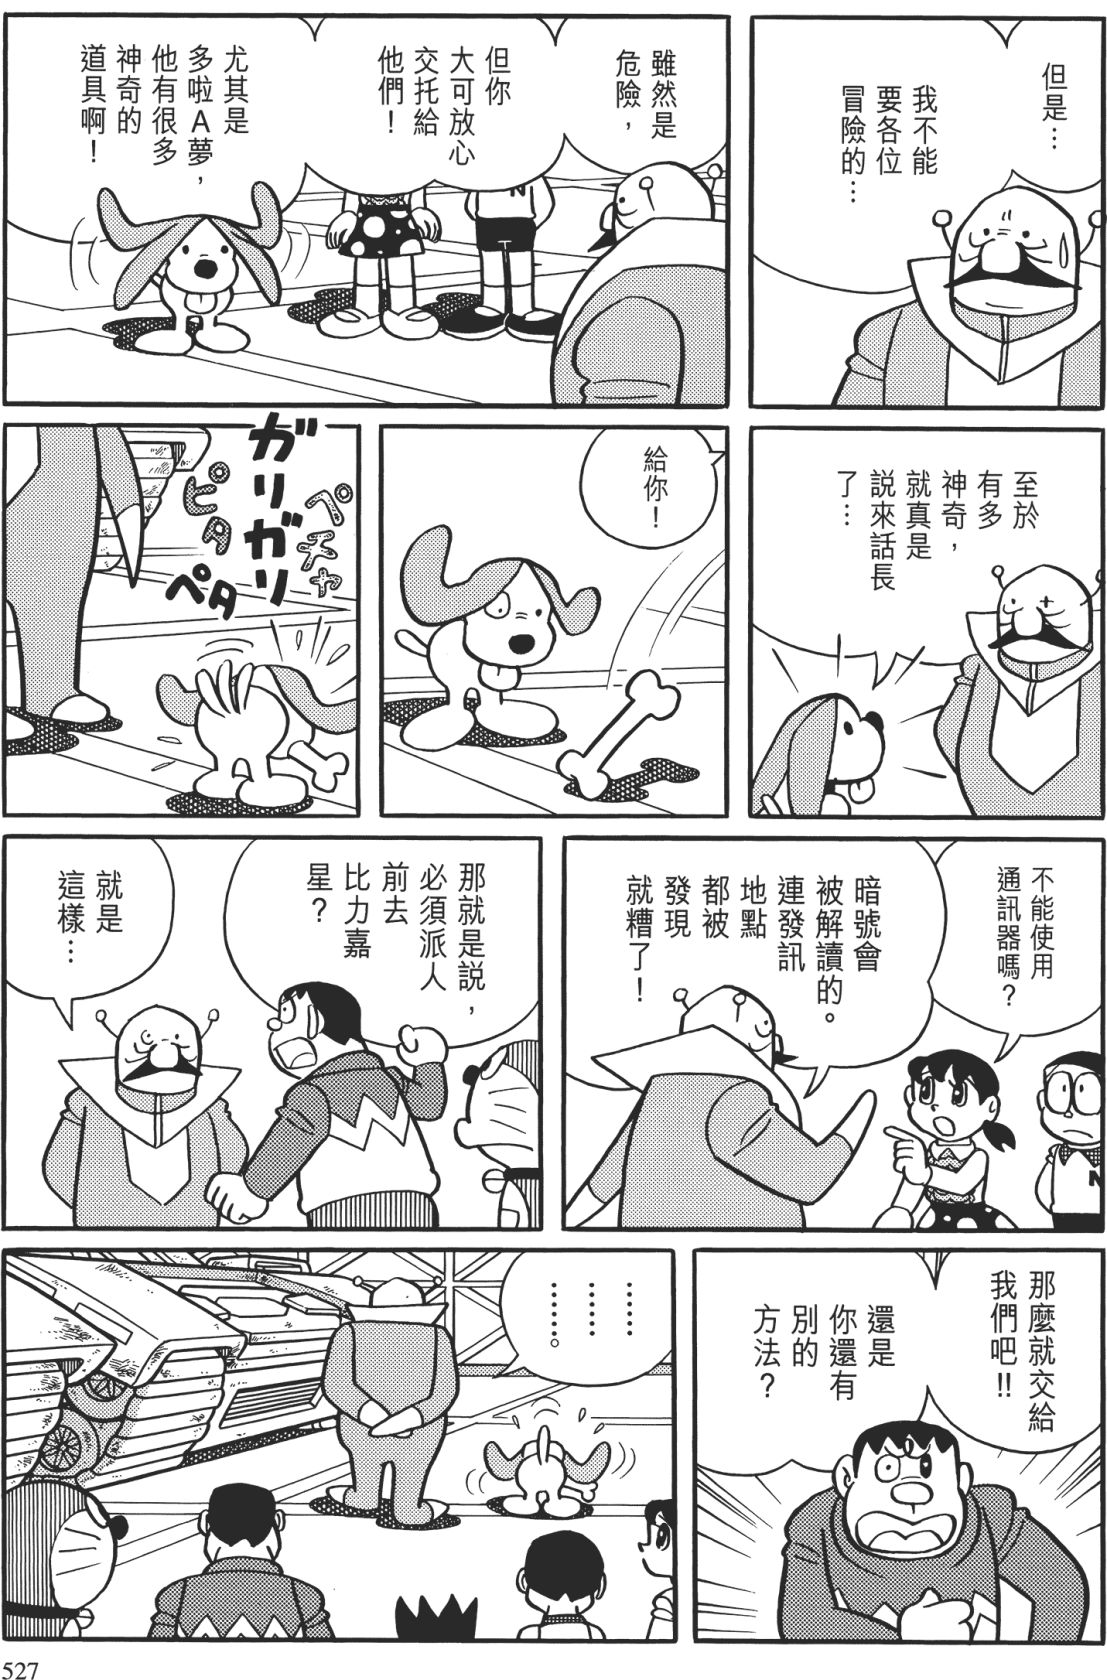 但是…
我不能
要各位
冒險的…
雖然是
危險，
但你
大可放心
交托給
他們！
尤其是
多啦A夢，
他有很多
神奇的
道具啊！
至於
有多
神奇，
就真是
説來話長
了…
給你！
ペチャ
ガリガリ
ピタ
ペタ
不能使用
通訊器嗎？
暗號會
被解讀的。
連發訊
地點
都被
發現
就糟了！
那就是説，
必須派人
前去
比力嘉
星？
就是
這樣…
那麼就交給
我們吧!!
還是
你還有
別的
方法？
………
………
………。
527